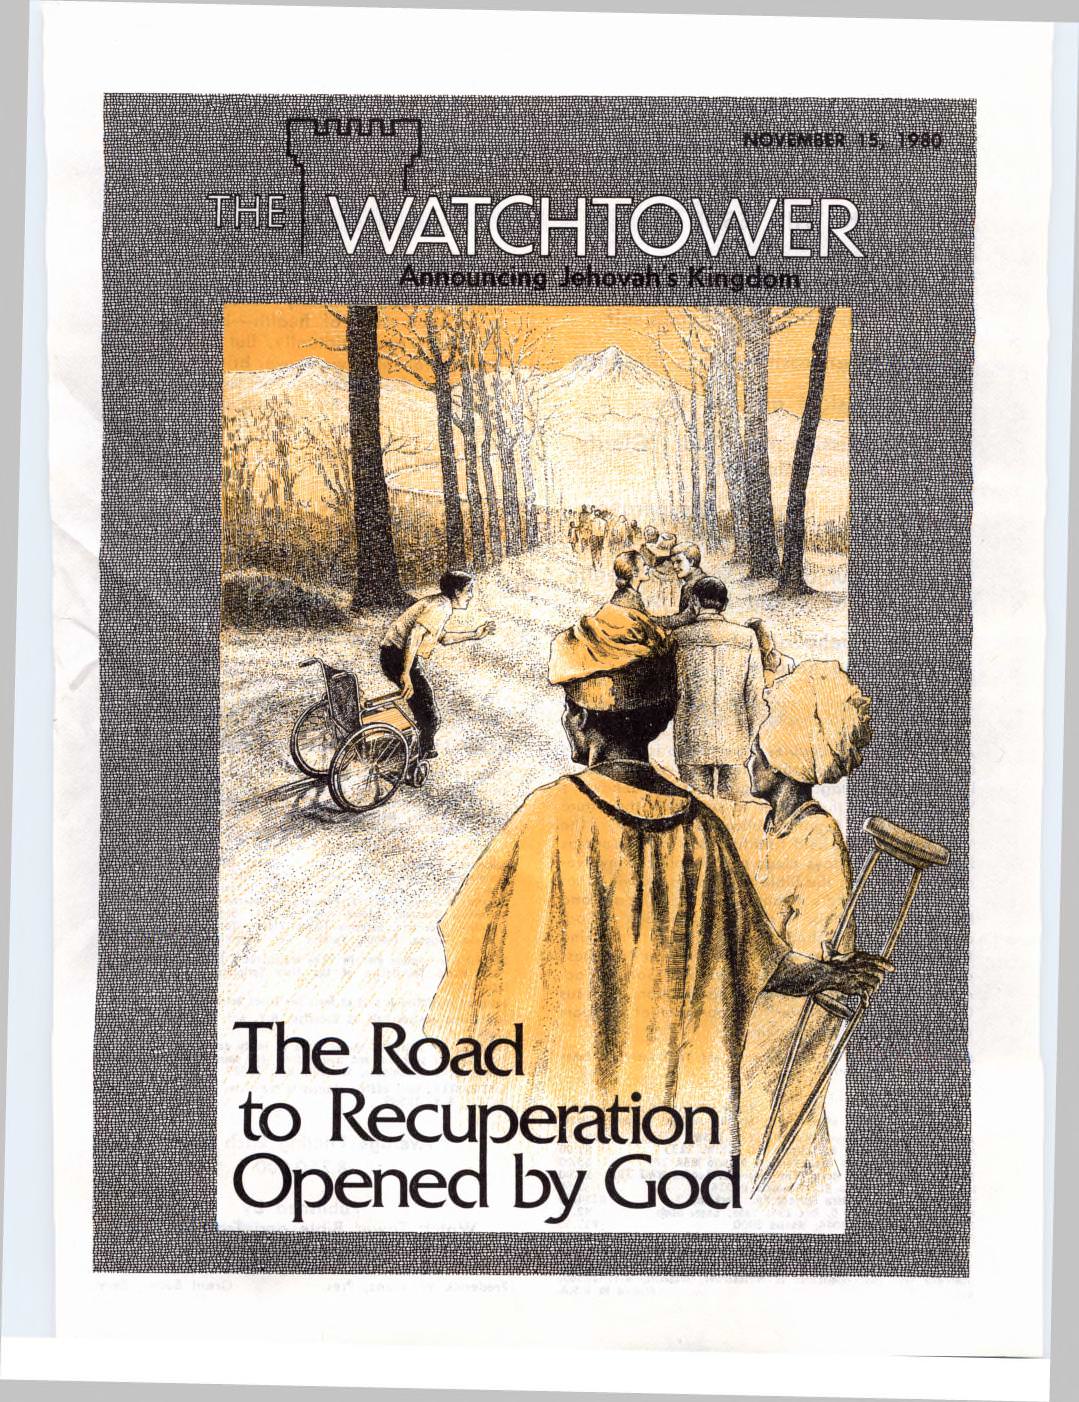 NOVEMBER 15, 1980
THE WATCHTOWER
Announcing Jehovah's Kingdom
The Road
to Recuperation
Opened by God